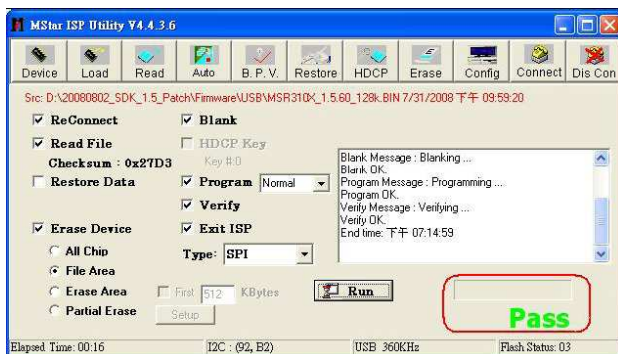 MStar ISP Utility V4.4.3.6
Device Load Read Auto B. P. V. Restore HDCP Erase Config Connect Dis Con
Src: D:\20080802_SDK_1.5_Patch\Firmware\USB\MSR310X_1.5.60_128k.BIN 7/31/2008 下午 09:59:20
ReConnect Blank
Read File HDCP Key
Checksum : 0x27D3 Key #:0
Restore Data Program Normal
Verify
Erase Device Exit ISP
All Chip Type: SPI
File Area
Erase Area First 512 KBytes
Partial Erase Setup
Blank Message : Blanking ...
Blank OK.
Program Message : Programming ....
Program OK.
Verify Message : Verifying ...
Verify OK.
End time: 下午 07:14:59
Run
Pass
Elapsed Time: 00:16 I2C : (92, B2) USB 360KHz Flash Status: 03